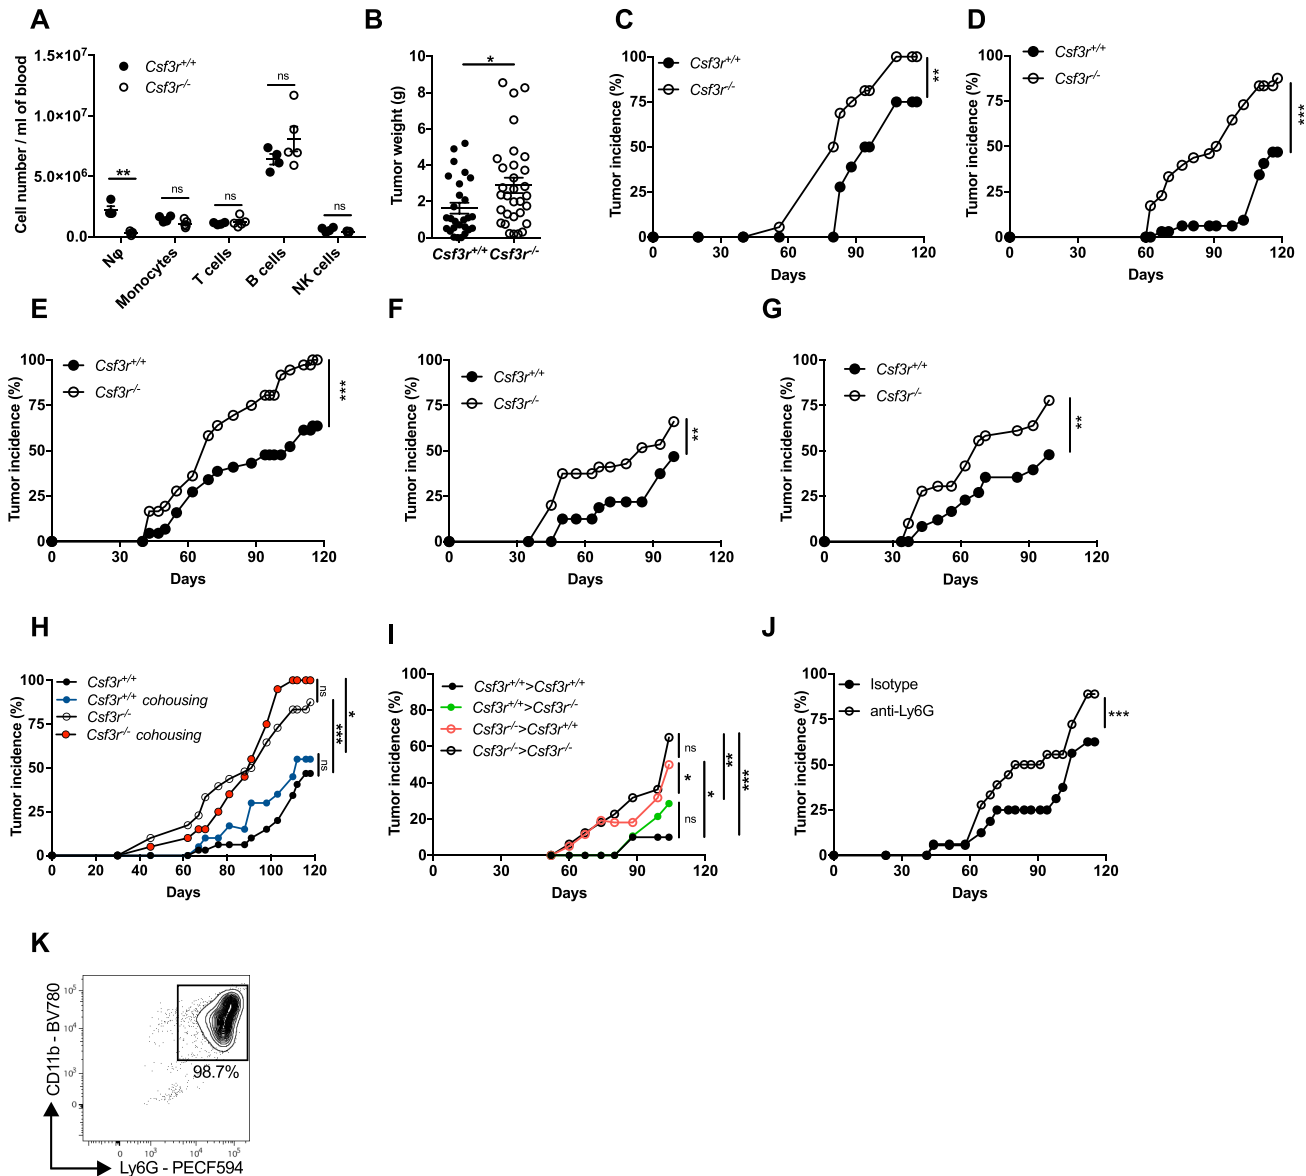 A
Csf3r+/+
Csf3r-/-
Cell number / ml of blood
1.5×10⁷
1.0×10⁷
5.0×10⁶
0.0
** ns ns ns ns
Nφ Monocytes T cells B cells NK cells
B
Tumor weight (g)
10
8
6
4
2
0
*
Csf3r+/+ Csf3r-/-
C
Csf3r+/+
Csf3r-/-
Tumor incidence (%)
100
75
50
25
0
**
0 30 60 90 120
Days
D
Csf3r+/+
Csf3r-/-
Tumor incidence (%)
100
75
50
25
0
***
0 30 60 90 120
Days
E
Csf3r+/+
Csf3r-/-
Tumor incidence (%)
100
75
50
25
0
***
0 30 60 90 120
Days
F
Csf3r+/+
Csf3r-/-
Tumor incidence (%)
100
75
50
25
0
**
0 30 60 90 120
Days
G
Csf3r+/+
Csf3r-/-
Tumor incidence (%)
100
75
50
25
0
**
0 30 60 90 120
Days
H
Csf3r+/+
Csf3r+/+ cohousing
Csf3r-/-
Csf3r-/- cohousing
Tumor incidence (%)
100
75
50
25
0
ns
*
***
ns
0 20 40 60 80 100 120
Days
I
Csf3r+/+>Csf3r+/+
Csf3r+/+>Csf3r-/-
Csf3r-/->Csf3r+/+
Csf3r-/->Csf3r-/-
Tumor incidence (%)
100
80
60
40
20
0
ns
*
ns
*
**
***
0 30 60 90 120
Days
J
Isotype
anti-Ly6G
Tumor incidence (%)
100
75
50
25
0
***
0 30 60 90 120
Days
K
CD11b - BV780
10⁵
10⁴
10³
0
98.7%
0 10³ 10⁴ 10⁵
Ly6G - PECF594